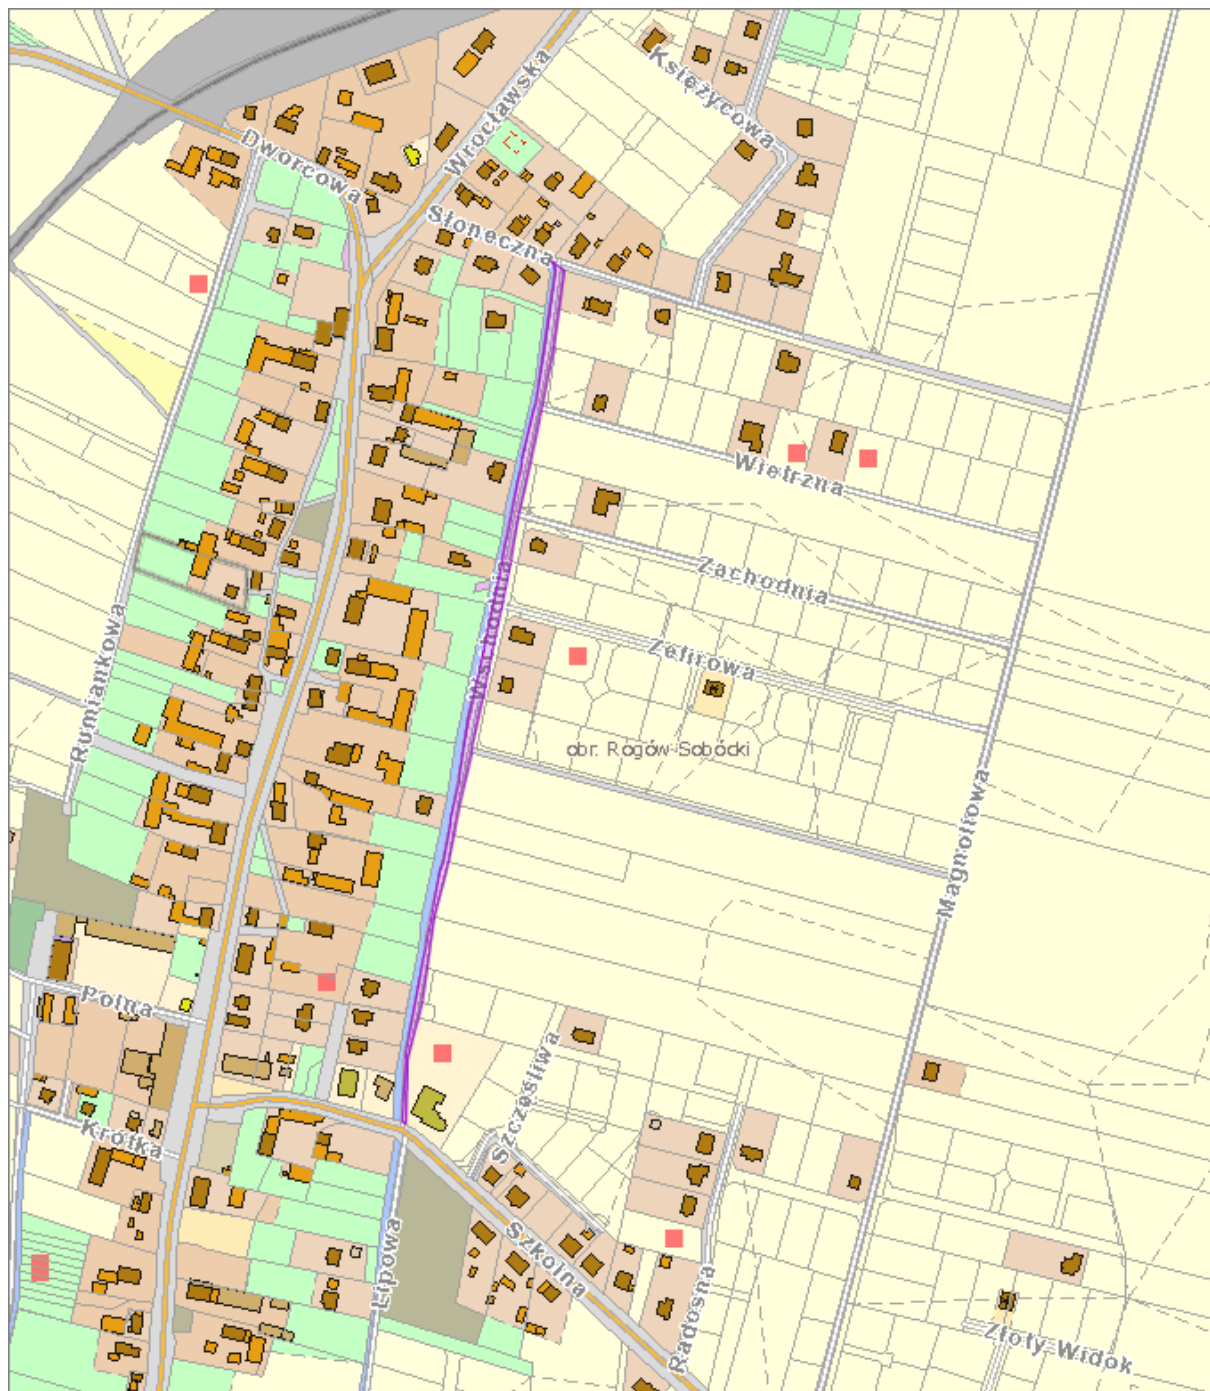 Księżycowa
Wrocławska
Dworcowa
Słoneczna
Wietrzna
Wschodnia
Zachodnia
Zefirowa
Rumiankowa
obr. Rogów Sobócki
Magnoliowa
Polna
Szczęśliwa
Krótka
Szkolna
Lipowa
Radosna
Złoty Widok